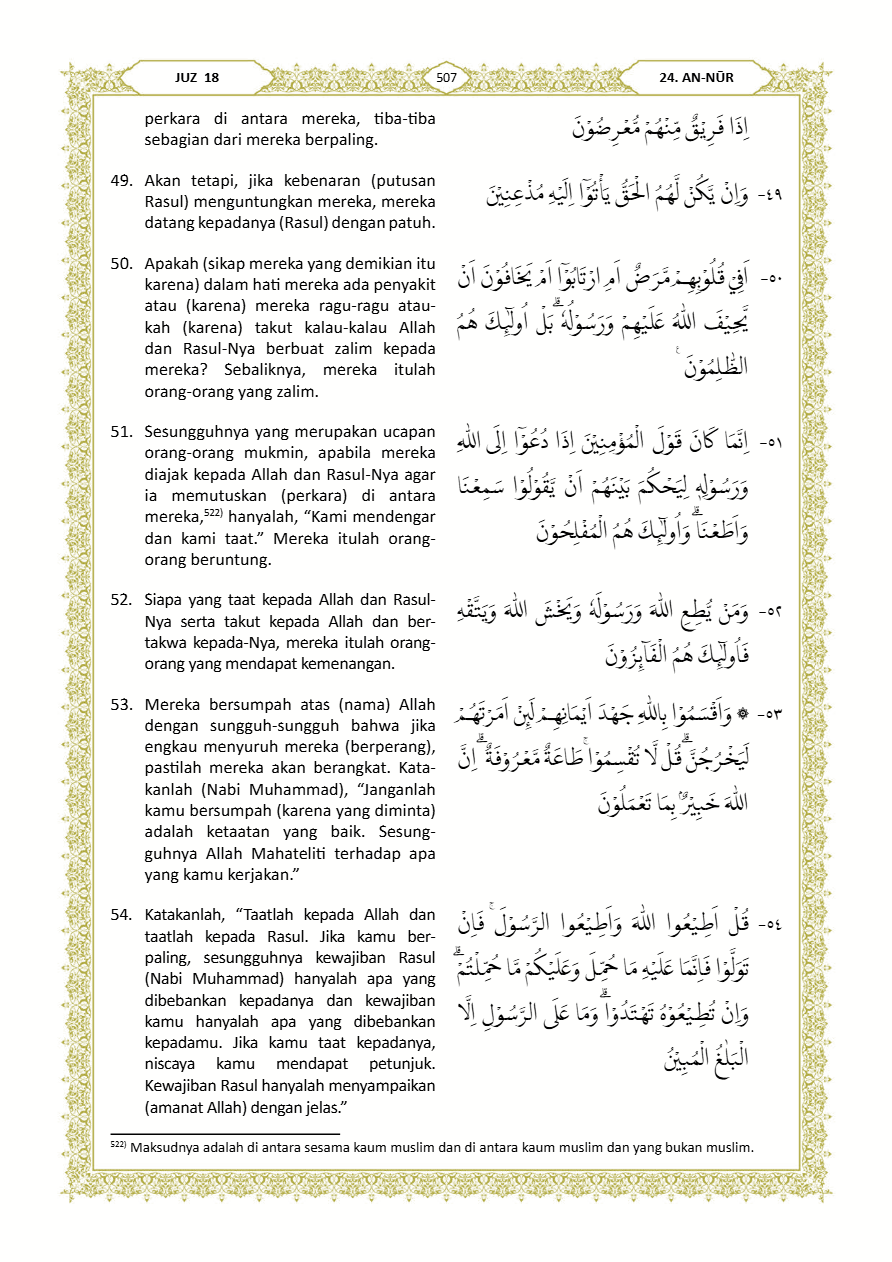 JUZ 18
507
24. AN-NŪR
perkara di antara mereka, tiba-tiba
sebagian dari mereka berpaling.
اِذَا فَرِيْقٌ مِّنْهُمْ مُّعْرِضُوْنَ
49. Akan tetapi, jika kebenaran (putusan
Rasul) menguntungkan mereka, mereka
datang kepadanya (Rasul) dengan patuh.
٤٩- وَاِنْ يَّكُنْ لَّهُمُ الْحَقُّ يَأْتُوْٓا اِلَيْهِ مُذْعِنِيْنَ
50. Apakah (sikap mereka yang demikian itu
karena) dalam hati mereka ada penyakit
atau (karena) mereka ragu-ragu atau-
kah (karena) takut kalau-kalau Allah
dan Rasul-Nya berbuat zalim kepada
mereka? Sebaliknya, mereka itulah
orang-orang yang zalim.
٥٠- اَفِيْ قُلُوْبِهِمْ مَّرَضٌ اَمِ ارْتَابُوْٓا اَمْ يَخَافُوْنَ اَنْ
يَّحِيْفَ اللّٰهُ عَلَيْهِمْ وَرَسُوْلُهٗ ۗبَلْ اُولٰۤىِٕكَ هُمُ
الظّٰلِمُوْنَ ࣖ
51. Sesungguhnya yang merupakan ucapan
orang-orang mukmin, apabila mereka
diajak kepada Allah dan Rasul-Nya agar
ia memutuskan (perkara) di antara
mereka,522) hanyalah, “Kami mendengar
dan kami taat.” Mereka itulah orang-
orang beruntung.
٥١- اِنَّمَا كَانَ قَوْلَ الْمُؤْمِنِيْنَ اِذَا دُعُوْٓا اِلَى اللّٰهِ
وَرَسُوْلِهٖ لِيَحْكُمَ بَيْنَهُمْ اَنْ يَّقُوْلُوْا سَمِعْنَا
وَاَطَعْنَاۗ وَاُولٰۤىِٕكَ هُمُ الْمُفْلِحُوْنَ
52. Siapa yang taat kepada Allah dan Rasul-
Nya serta takut kepada Allah dan ber-
takwa kepada-Nya, mereka itulah orang-
orang yang mendapat kemenangan.
٥٢- وَمَنْ يُّطِعِ اللّٰهَ وَرَسُوْلَهٗ وَيَخْشَ اللّٰهَ وَيَتَّقْهِ
فَاُولٰۤىِٕكَ هُمُ الْفَاۤىِٕزُوْنَ
53. Mereka bersumpah atas (nama) Allah
dengan sungguh-sungguh bahwa jika
engkau menyuruh mereka (berperang),
pastilah mereka akan berangkat. Kata-
kanlah (Nabi Muhammad), “Janganlah
kamu bersumpah (karena yang diminta)
adalah ketaatan yang baik. Sesung-
guhnya Allah Mahateliti terhadap apa
yang kamu kerjakan.”
٥٣- ۞ وَاَقْسَمُوْا بِاللّٰهِ جَهْدَ اَيْمَانِهِمْ لَىِٕنْ اَمَرْتَهُمْ
لَيَخْرُجُنَّۗ قُلْ لَّا تُقْسِمُوْاۚ طَاعَةٌ مَّعْرُوْفَةٌ ۗاِنَّ
اللّٰهَ خَبِيْرٌۢ بِمَا تَعْمَلُوْنَ
54. Katakanlah, “Taatlah kepada Allah dan
taatlah kepada Rasul. Jika kamu ber-
paling, sesungguhnya kewajiban Rasul
(Nabi Muhammad) hanyalah apa yang
dibebankan kepadanya dan kewajiban
kamu hanyalah apa yang dibebankan
kepadamu. Jika kamu taat kepadanya,
niscaya kamu mendapat petunjuk.
Kewajiban Rasul hanyalah menyampaikan
(amanat Allah) dengan jelas.”
٥٤- قُلْ اَطِيْعُوا اللّٰهَ وَاَطِيْعُوا الرَّسُوْلَۚ فَاِنْ
تَوَلَّوْا فَاِنَّمَا عَلَيْهِ مَا حُمِّلَ وَعَلَيْكُمْ مَّا حُمِّلْتُمْۗ
وَاِنْ تُطِيْعُوْهُ تَهْتَدُوْاۗ وَمَا عَلَى الرَّسُوْلِ اِلَّا
الْبَلٰغُ الْمُبِيْنُ
522) Maksudnya adalah di antara sesama kaum muslim dan di antara kaum muslim dan yang bukan muslim.